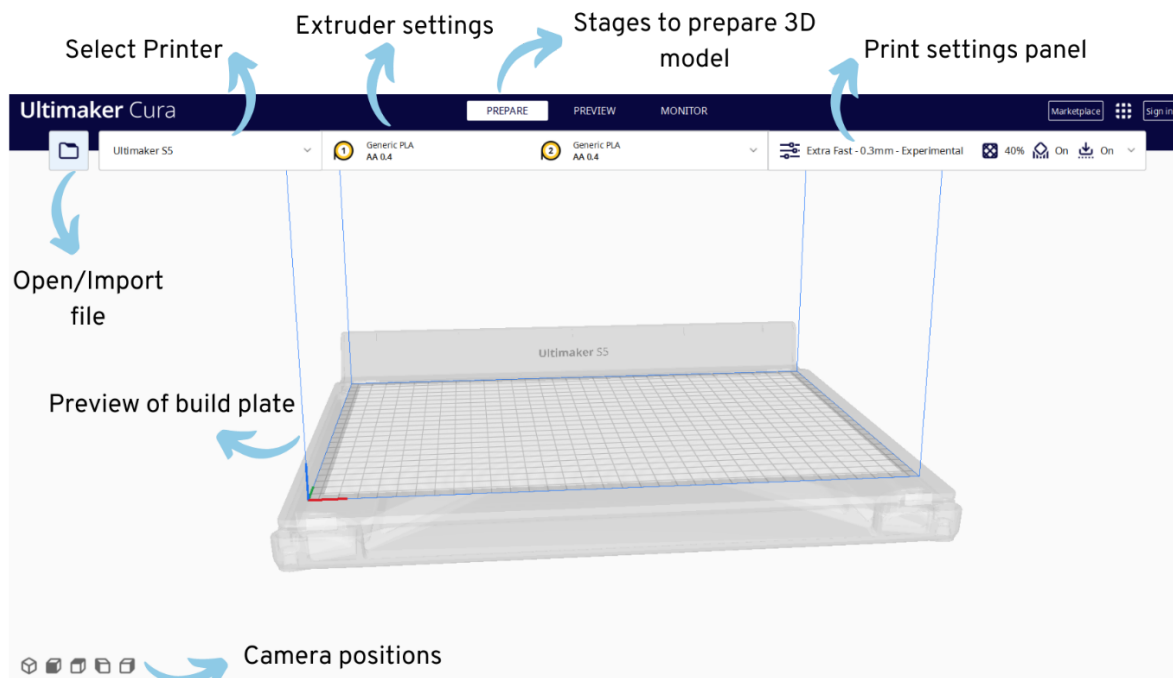 Extruder settings
Stages to prepare 3D
model
Select Printer
Print settings panel
Ultimaker Cura
PREPARE
PREVIEW
MONITOR
Marketplace
Sign in
Ultimaker S5
1
Generic PLA
AA 0.4
2
Generic PLA
AA 0.4
Extra Fast - 0.3mm - Experimental
40%
On
On
Open/Import
file
Ultimaker S5
Preview of build plate
Camera positions